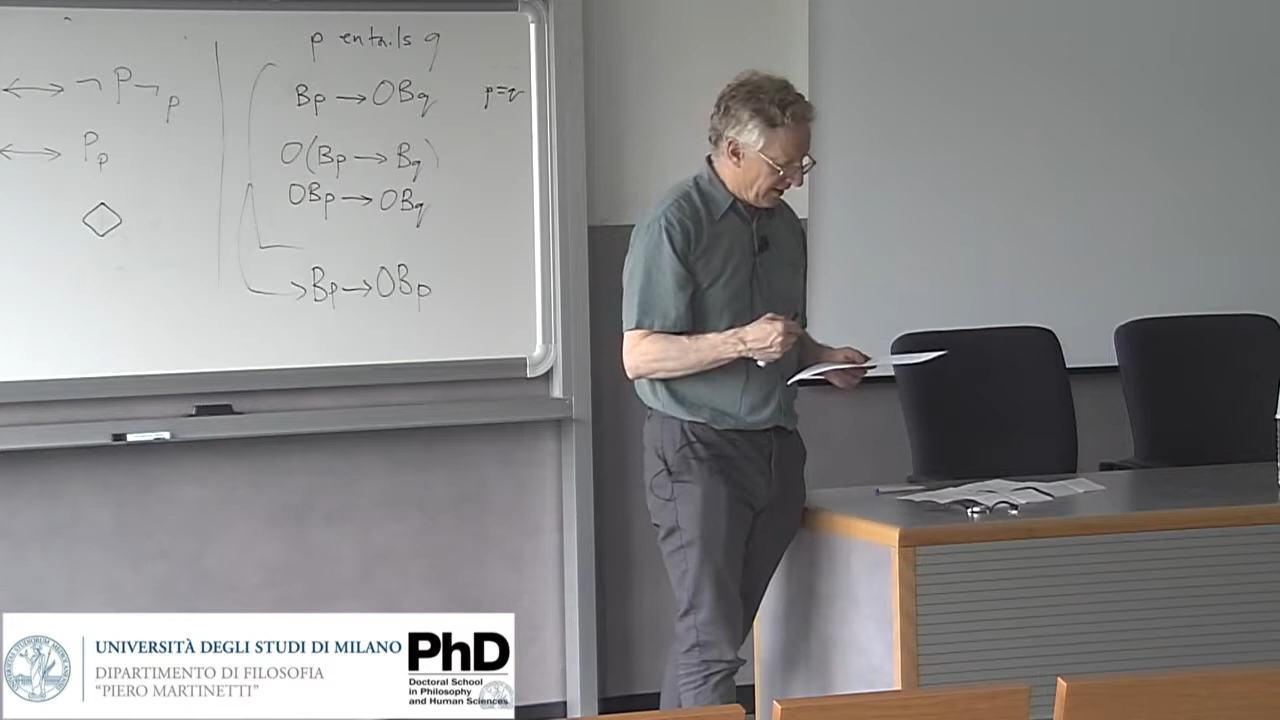 ↔ ¬P¬p
↔ Pp
◇
p entails q
Bp → OBq p=q
O(Bp → Bq)
OBp → OBq
Bp → OBp
UNIVERSITÀ DEGLI STUDI DI MILANO
DIPARTIMENTO DI FILOSOFIA
"PIERO MARTINETTI"
PhD
Doctoral School
in Philosophy
and Human Sciences